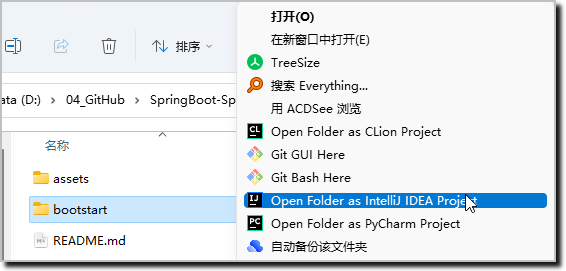 排序
ata (D:) > 04_GitHub > SpringBoot-Sp
名称
assets
bootstart
README.md
打开(O)
在新窗口中打开(E)
TreeSize
搜索 Everything...
用 ACDSee 浏览
CL Open Folder as CLion Project
Git GUI Here
Git Bash Here
IJ Open Folder as IntelliJ IDEA Project
PC Open Folder as PyCharm Project
自动备份该文件夹